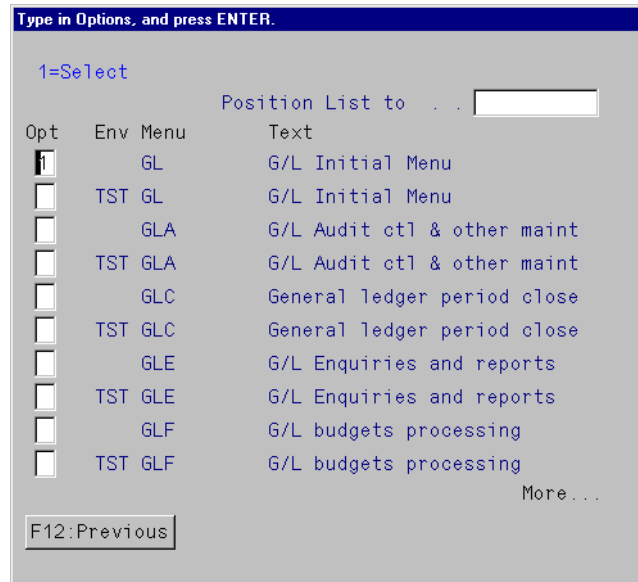 Type in Options, and press ENTER.
1=Select
Position List to . .
Opt Env Menu Text
1 GL G/L Initial Menu
TST GL G/L Initial Menu
GLA G/L Audit ctl & other maint
TST GLA G/L Audit ctl & other maint
GLC General ledger period close
TST GLC General ledger period close
GLE G/L Enquiries and reports
TST GLE G/L Enquiries and reports
GLF G/L budgets processing
TST GLF G/L budgets processing
More...
F12:Previous